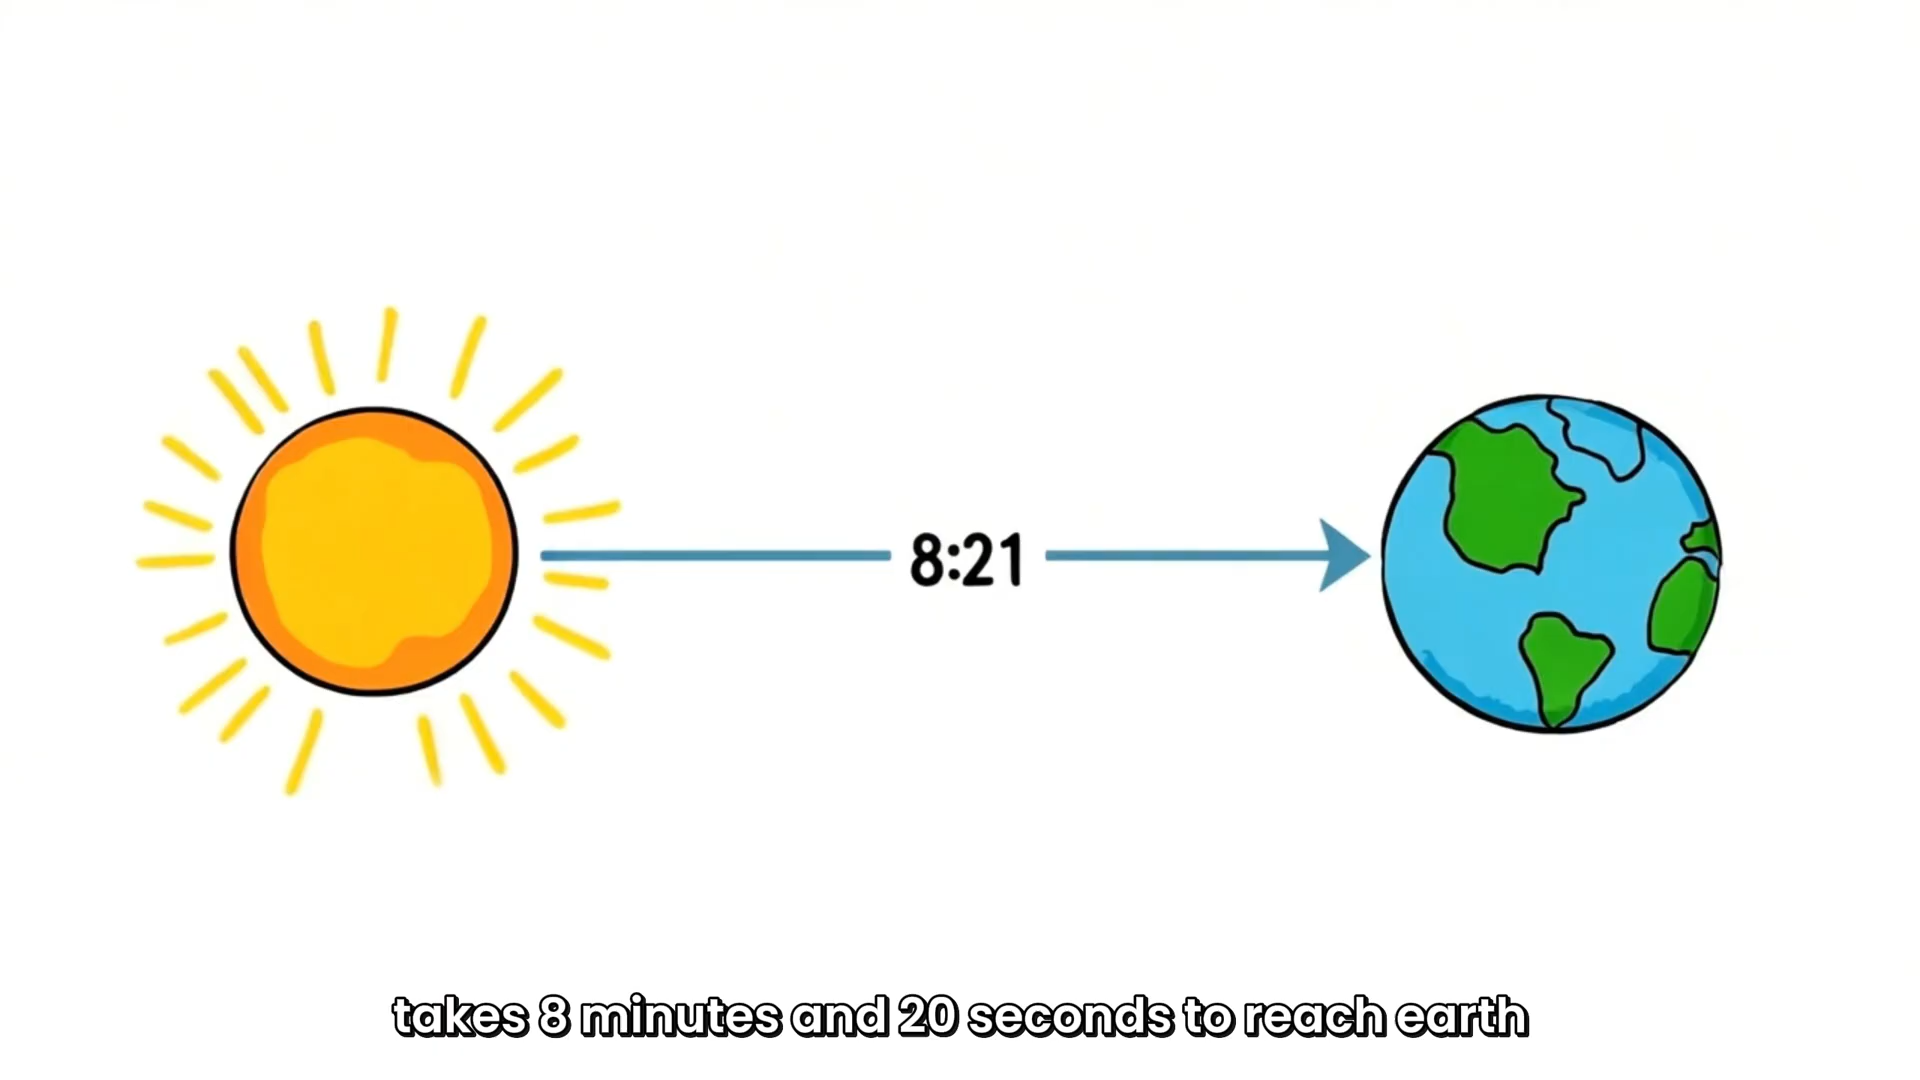 8:21
takes 8 minutes and 20 seconds to reach earth